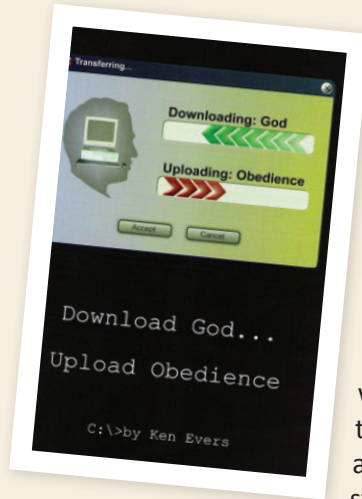 Transferring...
Downloading: God
Uploading: Obedience
Accept
Cancel
Download God...
Upload Obedience
C:\>by Ken Evers